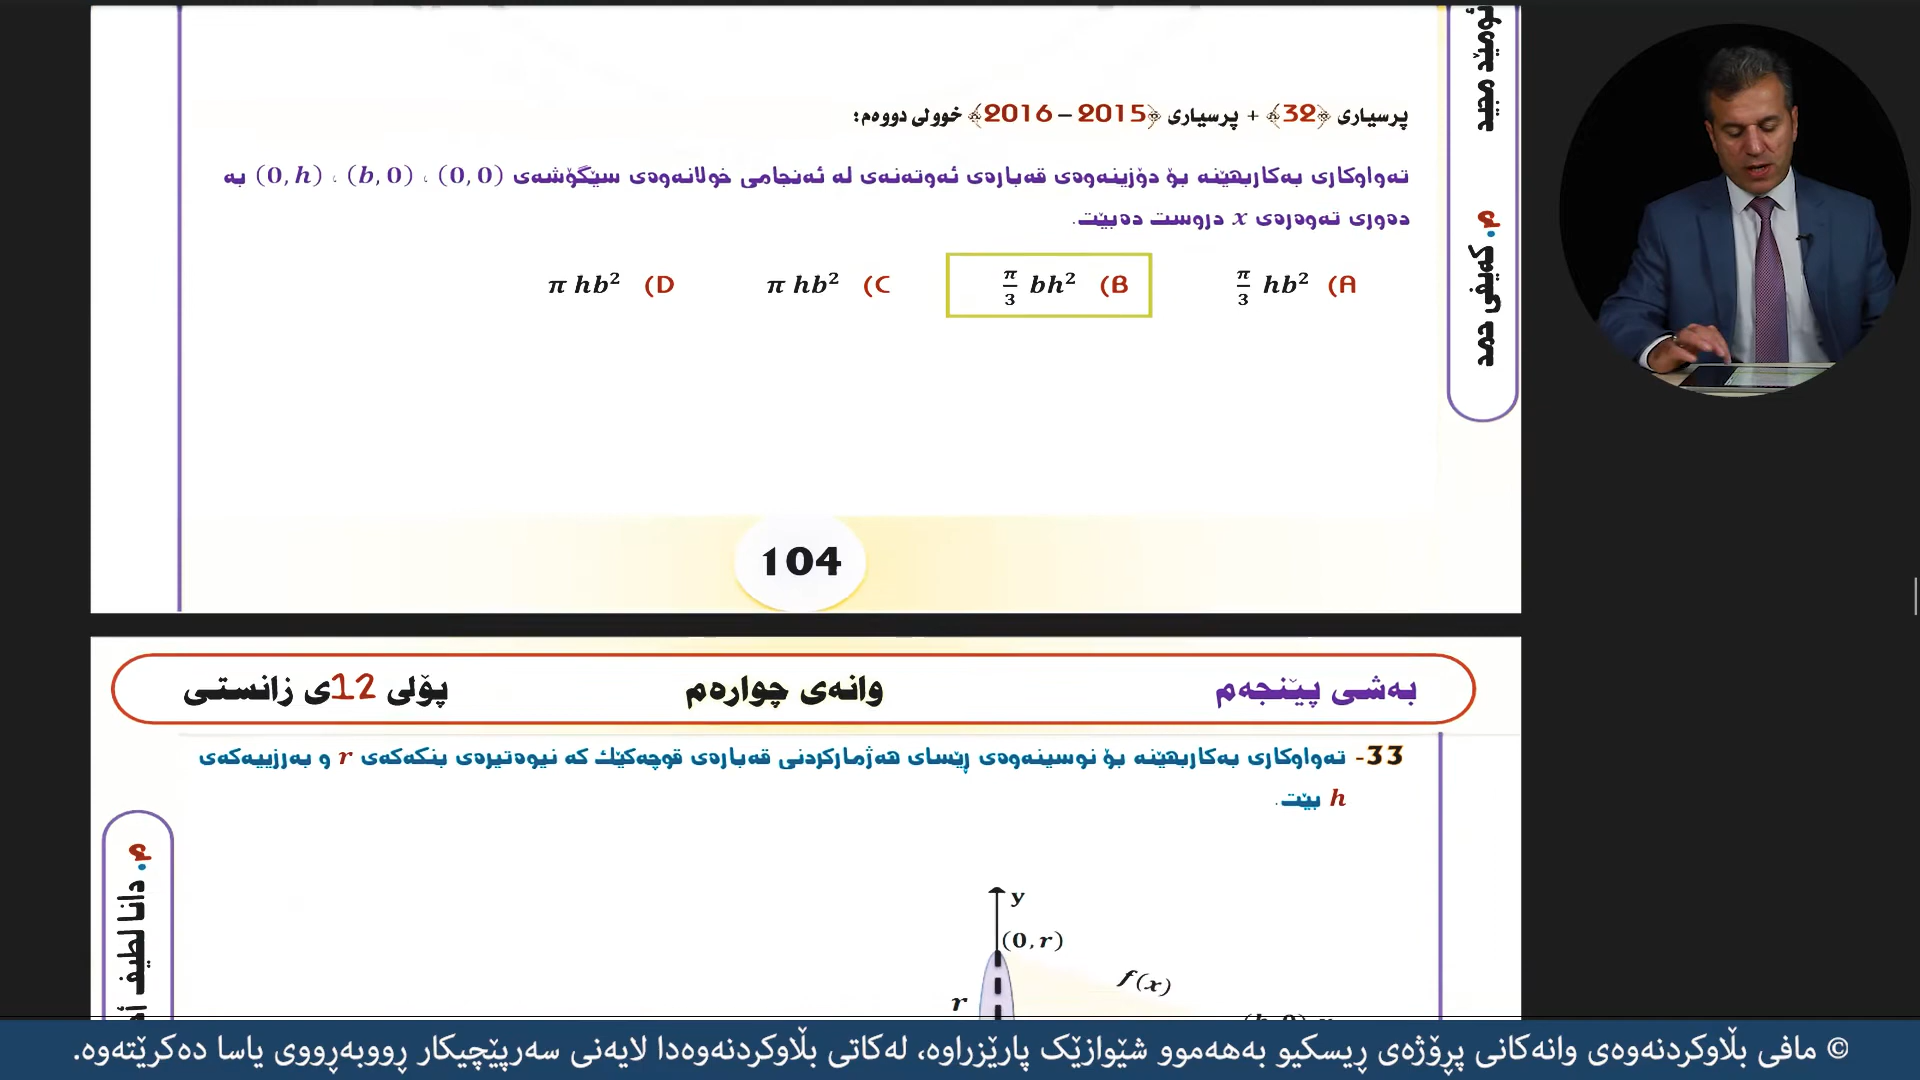 پرسیاری ﴿32﴾ + پرسیاری ﴿2015 – 2016﴾ خوولی دووەم:
تەواوکاری بەکاربهێنە بۆ دۆزینەوەی قەبارەی ئەوتەنەی لە ئەنجامی خولانەوەی سێگۆشەی (0,0) ، (b,0) ، (0,h) بە
دەوری تەوەرەی x دروست دەبێت.
A) π/3 hb² B) π/3 bh² C) π hb² D) π hb²
م. کەیفی حمد
104
بەشی پێنجەم وانەی چوارەم پۆلی 12ی زانستی
33- تەواوکاری بەکاربهێنە بۆ نوسینەوەی ڕێسای هەژمارکردنی قەبارەی قوچەکێك کە نیوەتیرەی بنکەکەی r و بەرزییەکەی
h بێت.
م. دانا لطیف
y
(0,r)
f(x)
r
© مافی بڵاوکردنەوەی وانەکانی پڕۆژەی ڕیسکیو بەهەموو شێوازێک پارێزراوە، لەکاتی بڵاوکردنەوەدا لایەنی سەرپێچیکار ڕووبەڕووی یاسا دەکرێتەوە.